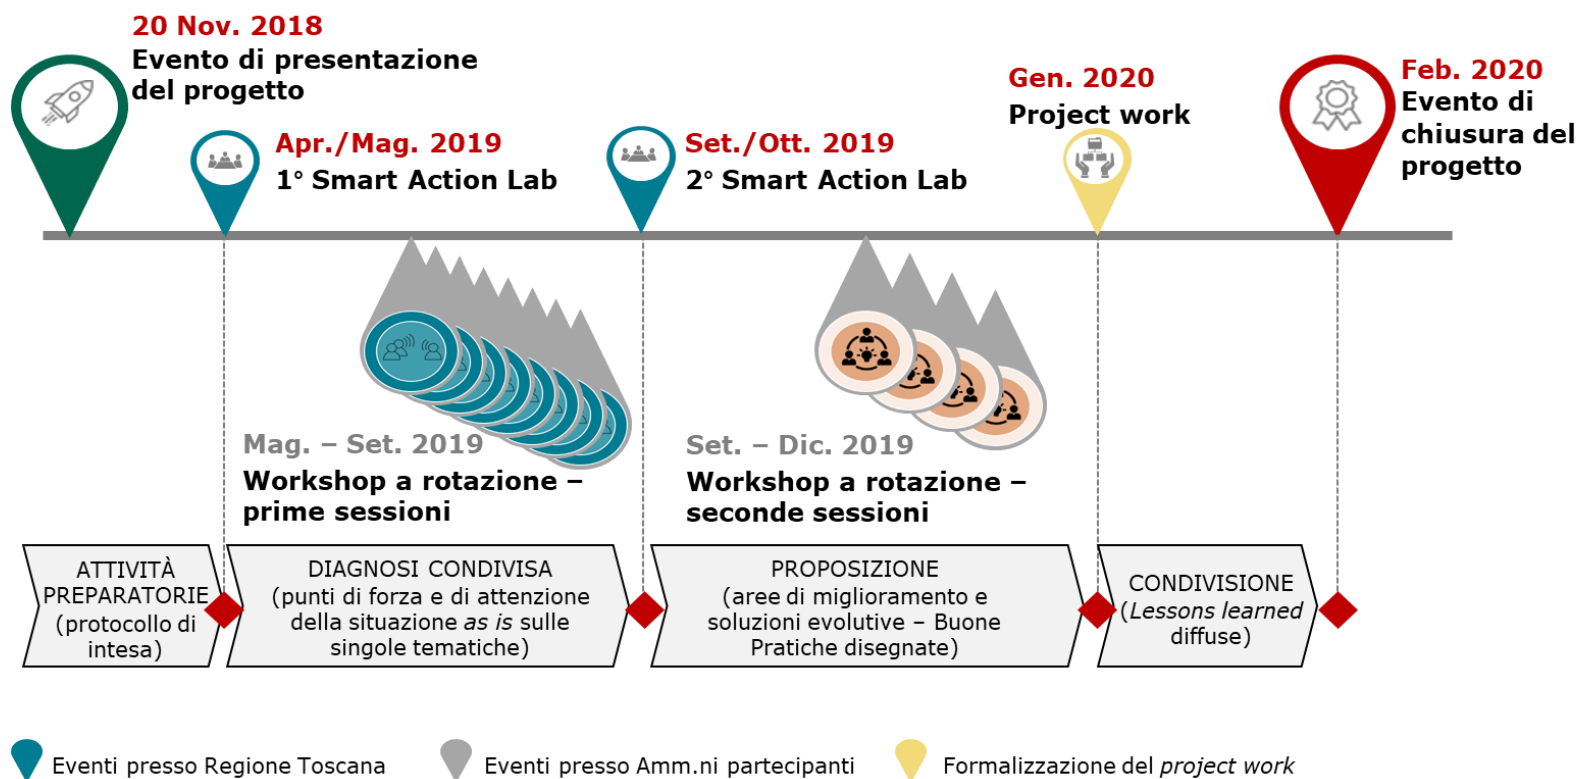 20 Nov. 2018
Evento di presentazione
del progetto
Apr./Mag. 2019
1° Smart Action Lab
Set./Ott. 2019
2° Smart Action Lab
Gen. 2020
Project work
Feb. 2020
Evento di
chiusura del
progetto
Mag. – Set. 2019
Workshop a rotazione –
prime sessioni
Set. – Dic. 2019
Workshop a rotazione –
seconde sessioni
ATTIVITÀ
PREPARATORIE
(protocollo di
intesa)
DIAGNOSI CONDIVISA
(punti di forza e di attenzione
della situazione as is sulle
singole tematiche)
PROPOSIZIONE
(aree di miglioramento e
soluzioni evolutive – Buone
Pratiche disegnate)
CONDIVISIONE
(Lessons learned
diffuse)
Eventi presso Regione Toscana
Eventi presso Amm.ni partecipanti
Formalizzazione del project work